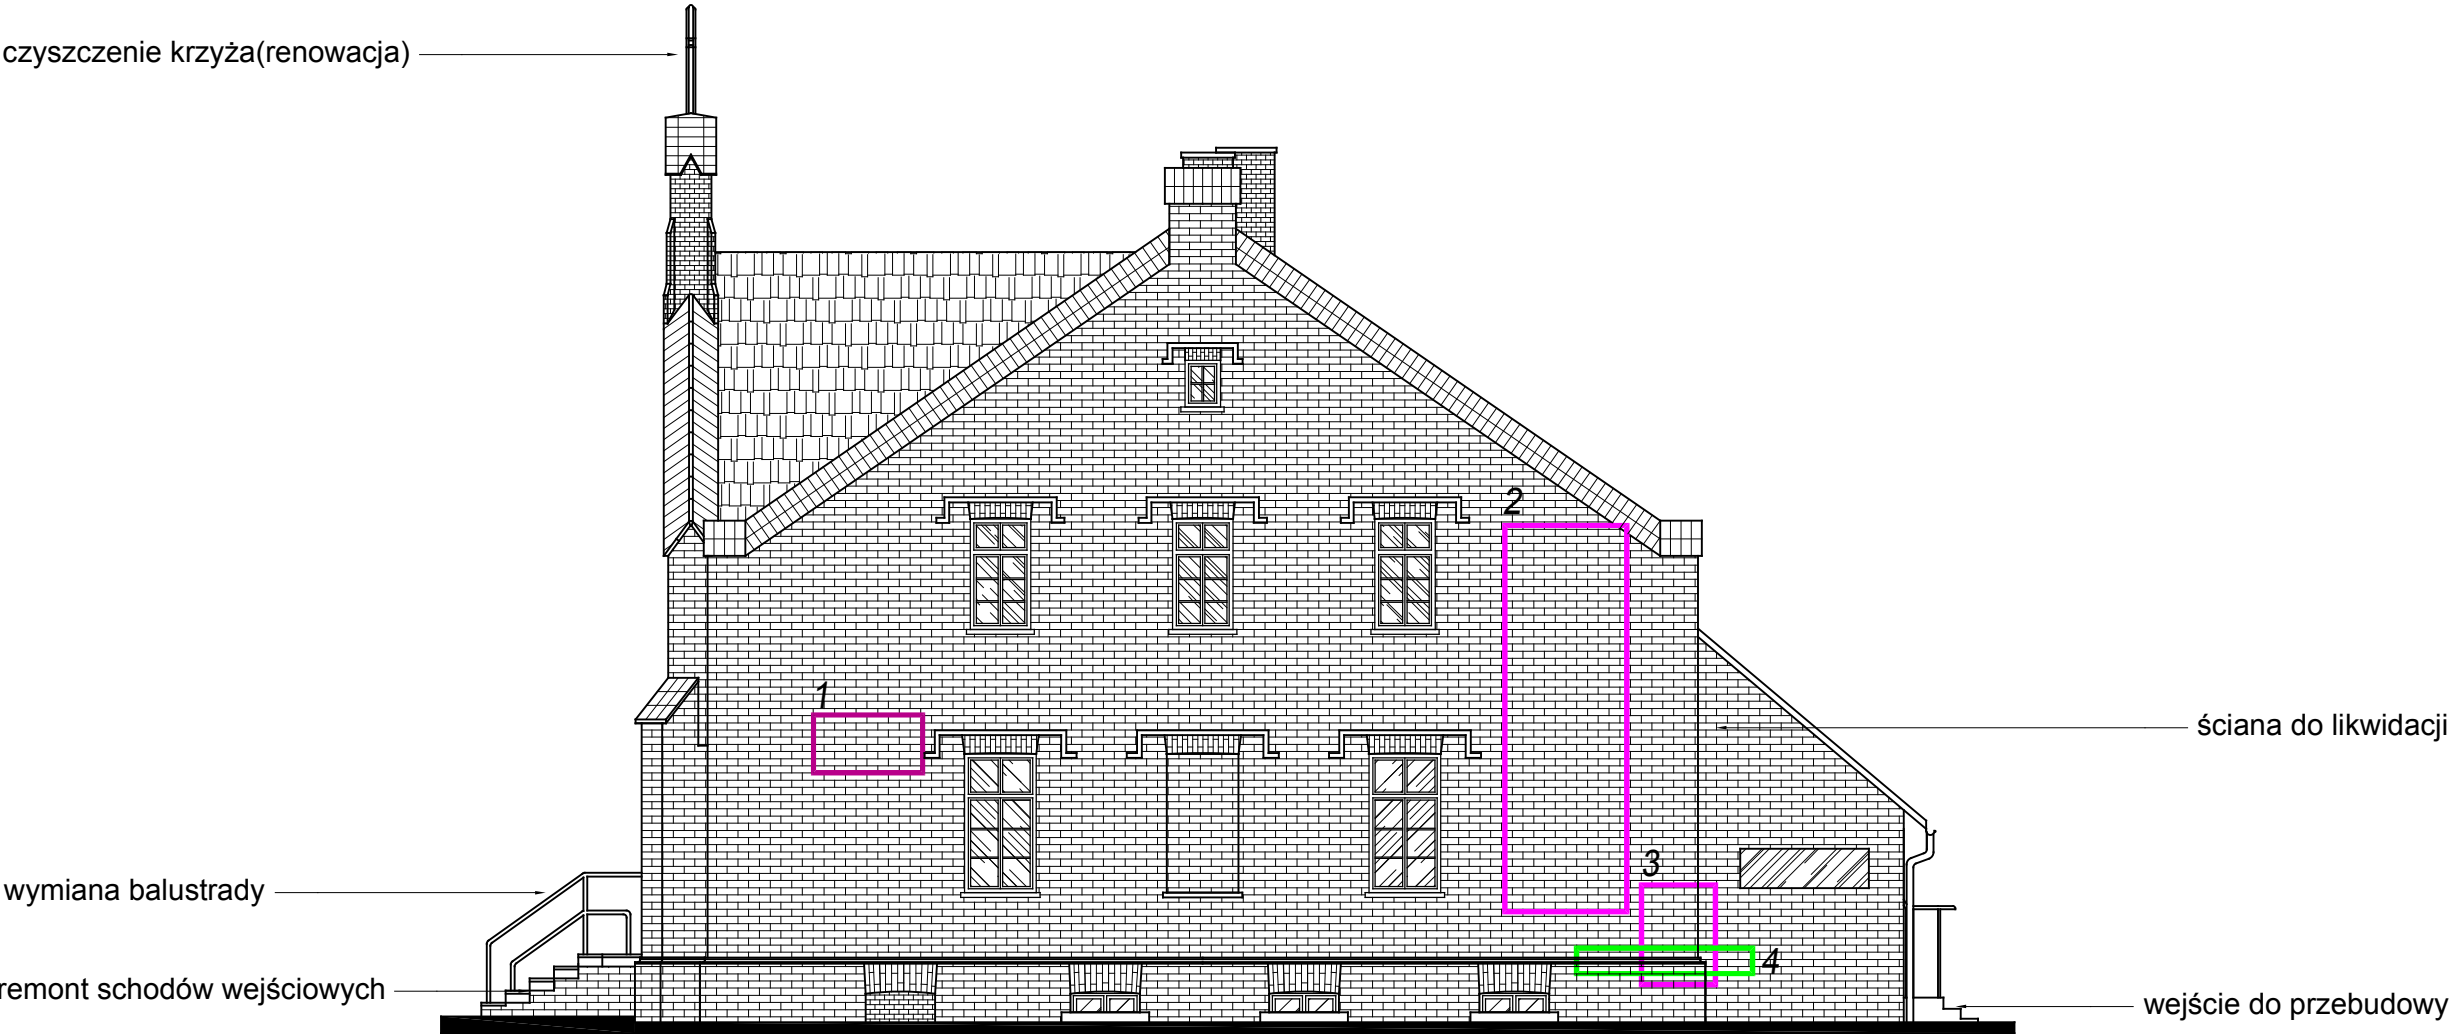 czyszczenie krzyża(renowacja)
2
1
ściana do likwidacji
3
wymiana balustrady
4
remont schodów wejściowych
wejście do przebudowy